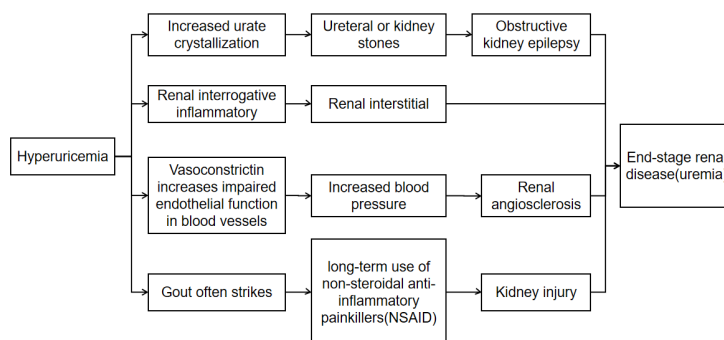 Increased urate
crystallization
Ureteral or kidney
stones
Obstructive
kidney epilepsy
Renal interrogative
inflammatory
Renal interstitial
Hyperuricemia
Vasoconstrictin
increases impaired
endothelial function
in blood vessels
Increased blood
pressure
Renal
angiosclerosis
End-stage rena
disease(uremia
Gout often strikes
long-term use of
non-steroidal anti-
inflammatory
painkillers(NSAID)
Kidney injury